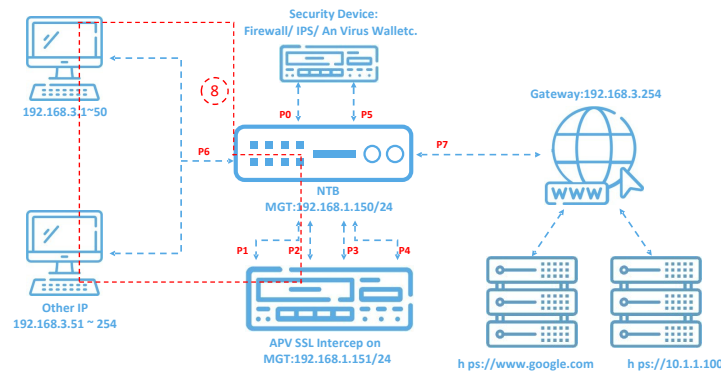 Security Device:
Firewall/ IPS/ An Virus Walletc.
8
192.168.3.1~50
P0
P5
Gateway:192.168.3.254
P6
P7
WWW
NTB
MGT:192.168.1.150/24
P1
P2
P3
P4
Other IP
192.168.3.51 ~ 254
APV SSL Intercep on
MGT:192.168.1.151/24
h ps://www.google.com
h ps://10.1.1.100